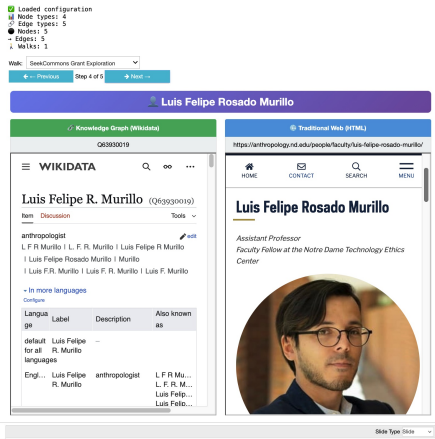 ✅ Loaded configuration
📊 Node types: 4
🔗 Edge types: 5
⚫ Nodes: 5
→ Edges: 5
🚶 Walks: 1
Walk: SeekCommons Grant Exploration
← ← Previous Step 4 of 5 → Next →
Luis Felipe Rosado Murillo
Knowledge Graph (Wikidata)
Q63930019
WIKIDATA
Luis Felipe R. Murillo (Q63930019)
Item Discussion Tools
anthropologist edit
L F R Murillo | L. F. R. Murillo | Luis Felipe R Murillo
| Luis Felipe Rosado Murillo | Murillo
| Luis F.R. Murillo | Luis F. R. Murillo | Luis F. Murillo
In more languages
Configure
Langua
ge Label Description Also known
as
default
for all
languages Luis Felipe
R. Murillo –
Engl... Luis Felipe
R. Murillo anthropologist L F R Mu...
L. F. R. M...
Luis Felip...
Luis Felip...
Traditional Web (HTML)
https://anthropology.nd.edu/people/faculty/luis-felipe-rosado-murillo/
HOME CONTACT SEARCH MENU
Luis Felipe Rosado Murillo
Assistant Professor
Faculty Fellow at the Notre Dame Technology Ethics
Center
Slide Type Slide